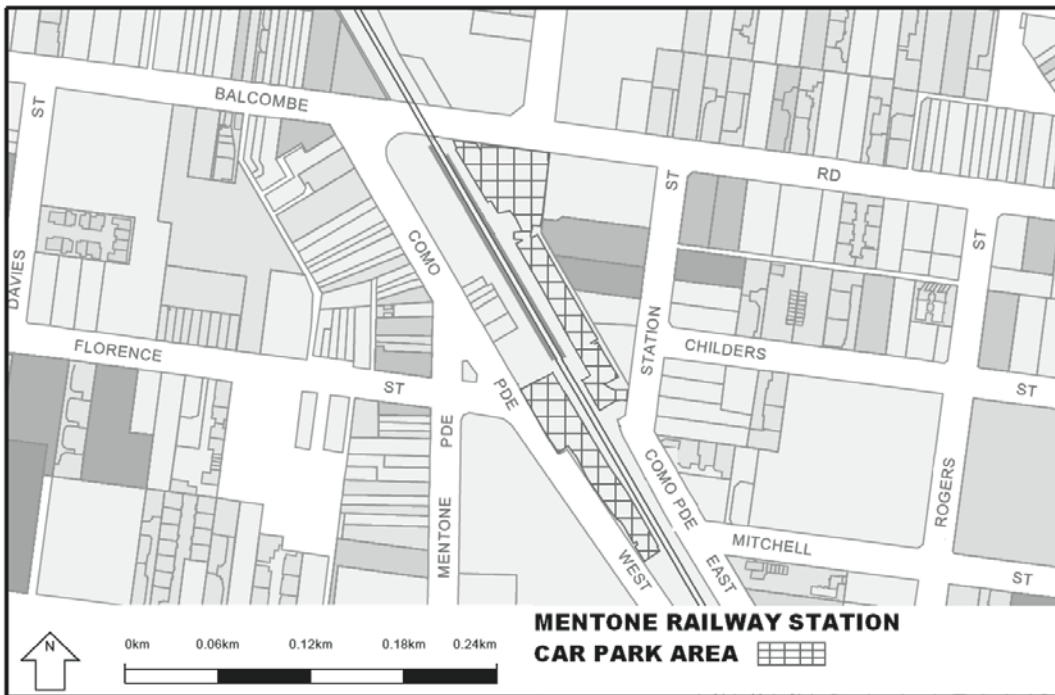 BALCOMBE
RD
ST
DAVIES
COMO
PDE
WEST
FLORENCE
ST
MENTONE
PDE
STATION
ST
CHILDERS
ST
ROGERS
ST
COMO PDE
EAST
MITCHELL
ST
N
0km 0.06km 0.12km 0.18km 0.24km
MENTONE RAILWAY STATION
CAR PARK AREA